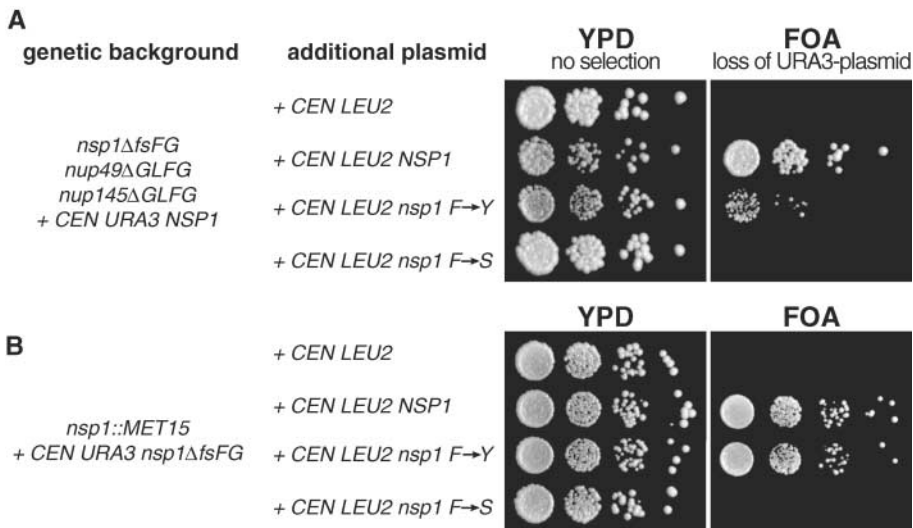 A
genetic background
additional plasmid
YPD
no selection
FOA
loss of URA3-plasmid
nsp1ΔfsFG
nup49ΔGLFG
nup145ΔGLFG
+ CEN URA3 NSP1
+ CEN LEU2
+ CEN LEU2 NSP1
+ CEN LEU2 nsp1 F→Y
+ CEN LEU2 nsp1 F→S
B
YPD
FOA
nsp1::MET15
+ CEN URA3 nsp1ΔfsFG
+ CEN LEU2
+ CEN LEU2 NSP1
+ CEN LEU2 nsp1 F→Y
+ CEN LEU2 nsp1 F→S